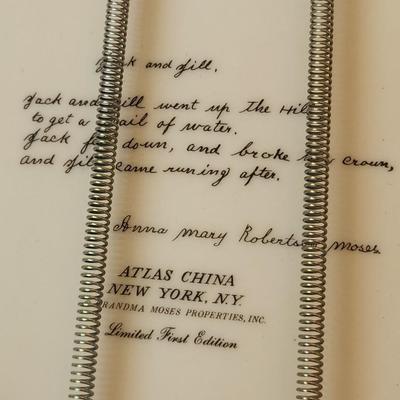 Jack and Jill.
Jack and Jill went up the Hill
to get a pail of water.
Jack fell down, and broke his crown,
and Jill came runing after.
Anna Mary Robertson Moses
ATLAS CHINA
NEW YORK, N.Y.
GRANDMA MOSES PROPERTIES, INC.
Limited First Edition